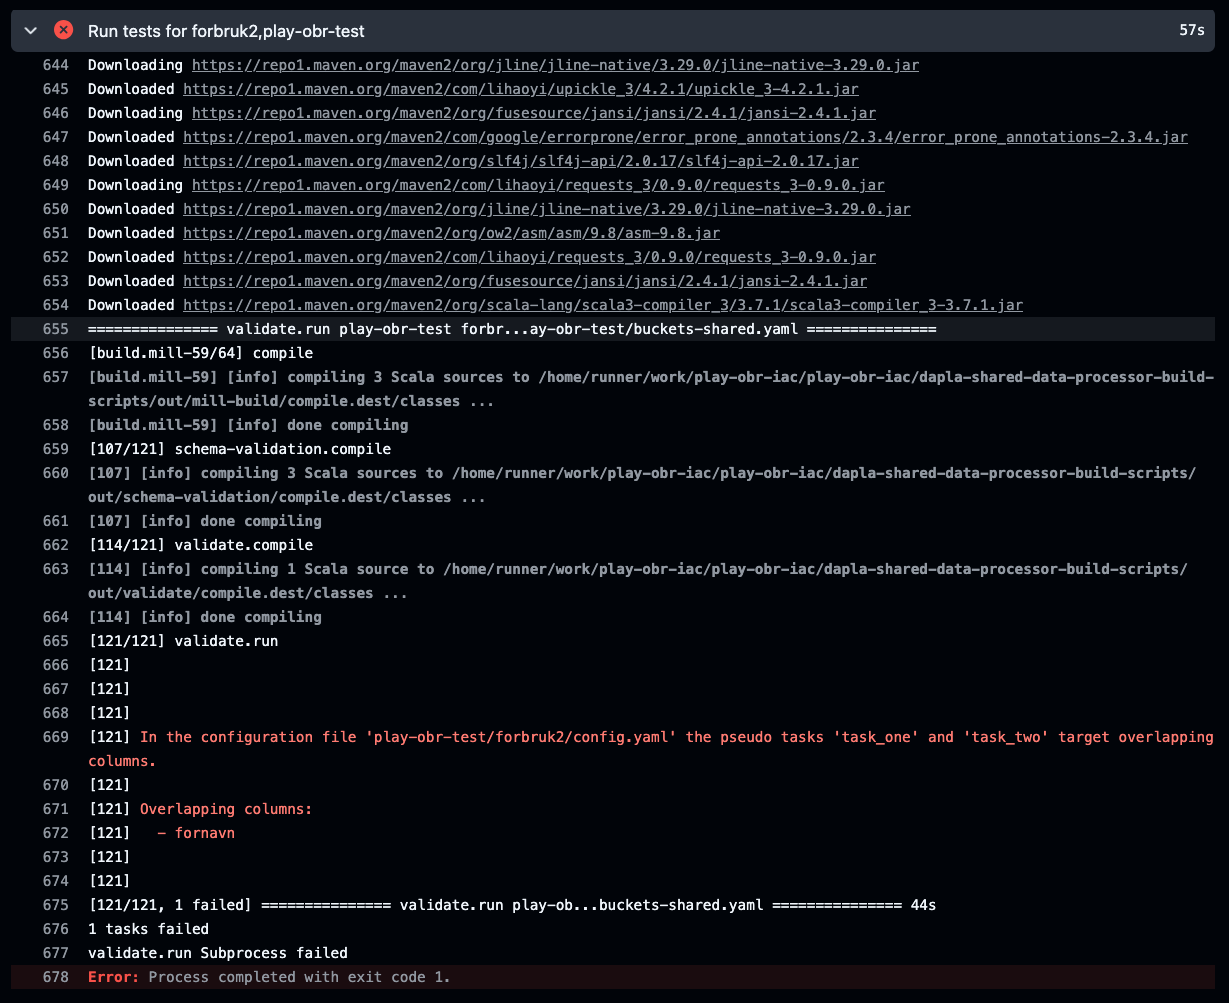 Run tests for forbruk2,play-obr-test 57s
644 Downloading https://repo1.maven.org/maven2/org/jline/jline-native/3.29.0/jline-native-3.29.0.jar
645 Downloaded https://repo1.maven.org/maven2/com/lihaoyi/upickle_3/4.2.1/upickle_3-4.2.1.jar
646 Downloading https://repo1.maven.org/maven2/org/fusesource/jansi/jansi/2.4.1/jansi-2.4.1.jar
647 Downloaded https://repo1.maven.org/maven2/com/google/errorprone/error_prone_annotations/2.3.4/error_prone_annotations-2.3.4.jar
648 Downloaded https://repo1.maven.org/maven2/org/slf4j/slf4j-api/2.0.17/slf4j-api-2.0.17.jar
649 Downloading https://repo1.maven.org/maven2/com/lihaoyi/requests_3/0.9.0/requests_3-0.9.0.jar
650 Downloaded https://repo1.maven.org/maven2/org/jline/jline-native/3.29.0/jline-native-3.29.0.jar
651 Downloaded https://repo1.maven.org/maven2/org/ow2/asm/asm/9.8/asm-9.8.jar
652 Downloaded https://repo1.maven.org/maven2/com/lihaoyi/requests_3/0.9.0/requests_3-0.9.0.jar
653 Downloaded https://repo1.maven.org/maven2/org/fusesource/jansi/jansi/2.4.1/jansi-2.4.1.jar
654 Downloaded https://repo1.maven.org/maven2/org/scala-lang/scala3-compiler_3/3.7.1/scala3-compiler_3-3.7.1.jar
655 =============== validate.run play-obr-test forbr...ay-obr-test/buckets-shared.yaml ===============
656 [build.mill-59/64] compile
657 [build.mill-59] [info] compiling 3 Scala sources to /home/runner/work/play-obr-iac/play-obr-iac/dapla-shared-data-processor-build-
scripts/out/mill-build/compile.dest/classes ...
658 [build.mill-59] [info] done compiling
659 [107/121] schema-validation.compile
660 [107] [info] compiling 3 Scala sources to /home/runner/work/play-obr-iac/play-obr-iac/dapla-shared-data-processor-build-scripts/
out/schema-validation/compile.dest/classes ...
661 [107] [info] done compiling
662 [114/121] validate.compile
663 [114] [info] compiling 1 Scala source to /home/runner/work/play-obr-iac/play-obr-iac/dapla-shared-data-processor-build-scripts/
out/validate/compile.dest/classes ...
664 [114] [info] done compiling
665 [121/121] validate.run
666 [121]
667 [121]
668 [121]
669 [121] In the configuration file 'play-obr-test/forbruk2/config.yaml' the pseudo tasks 'task_one' and 'task_two' target overlapping
columns.
670 [121]
671 [121] Overlapping columns:
672 [121] - fornavn
673 [121]
674 [121]
675 [121/121, 1 failed] =============== validate.run play-ob...buckets-shared.yaml =============== 44s
676 1 tasks failed
677 validate.run Subprocess failed
678 Error: Process completed with exit code 1.